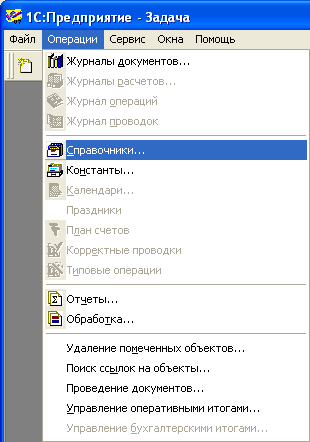 1С:Предприятие - Задача
Файл Операции Сервис Окна Помощь
Журналы документов...
Журналы расчетов...
Журнал операций
Журнал проводок
Справочники...
Константы...
Календари...
Праздники
План счетов
Корректные проводки
Типовые операции
Отчеты...
Обработка...
Удаление помеченных объектов...
Поиск ссылок на объекты...
Проведение документов...
Управление оперативными итогами...
Управление бухгалтерскими итогами...